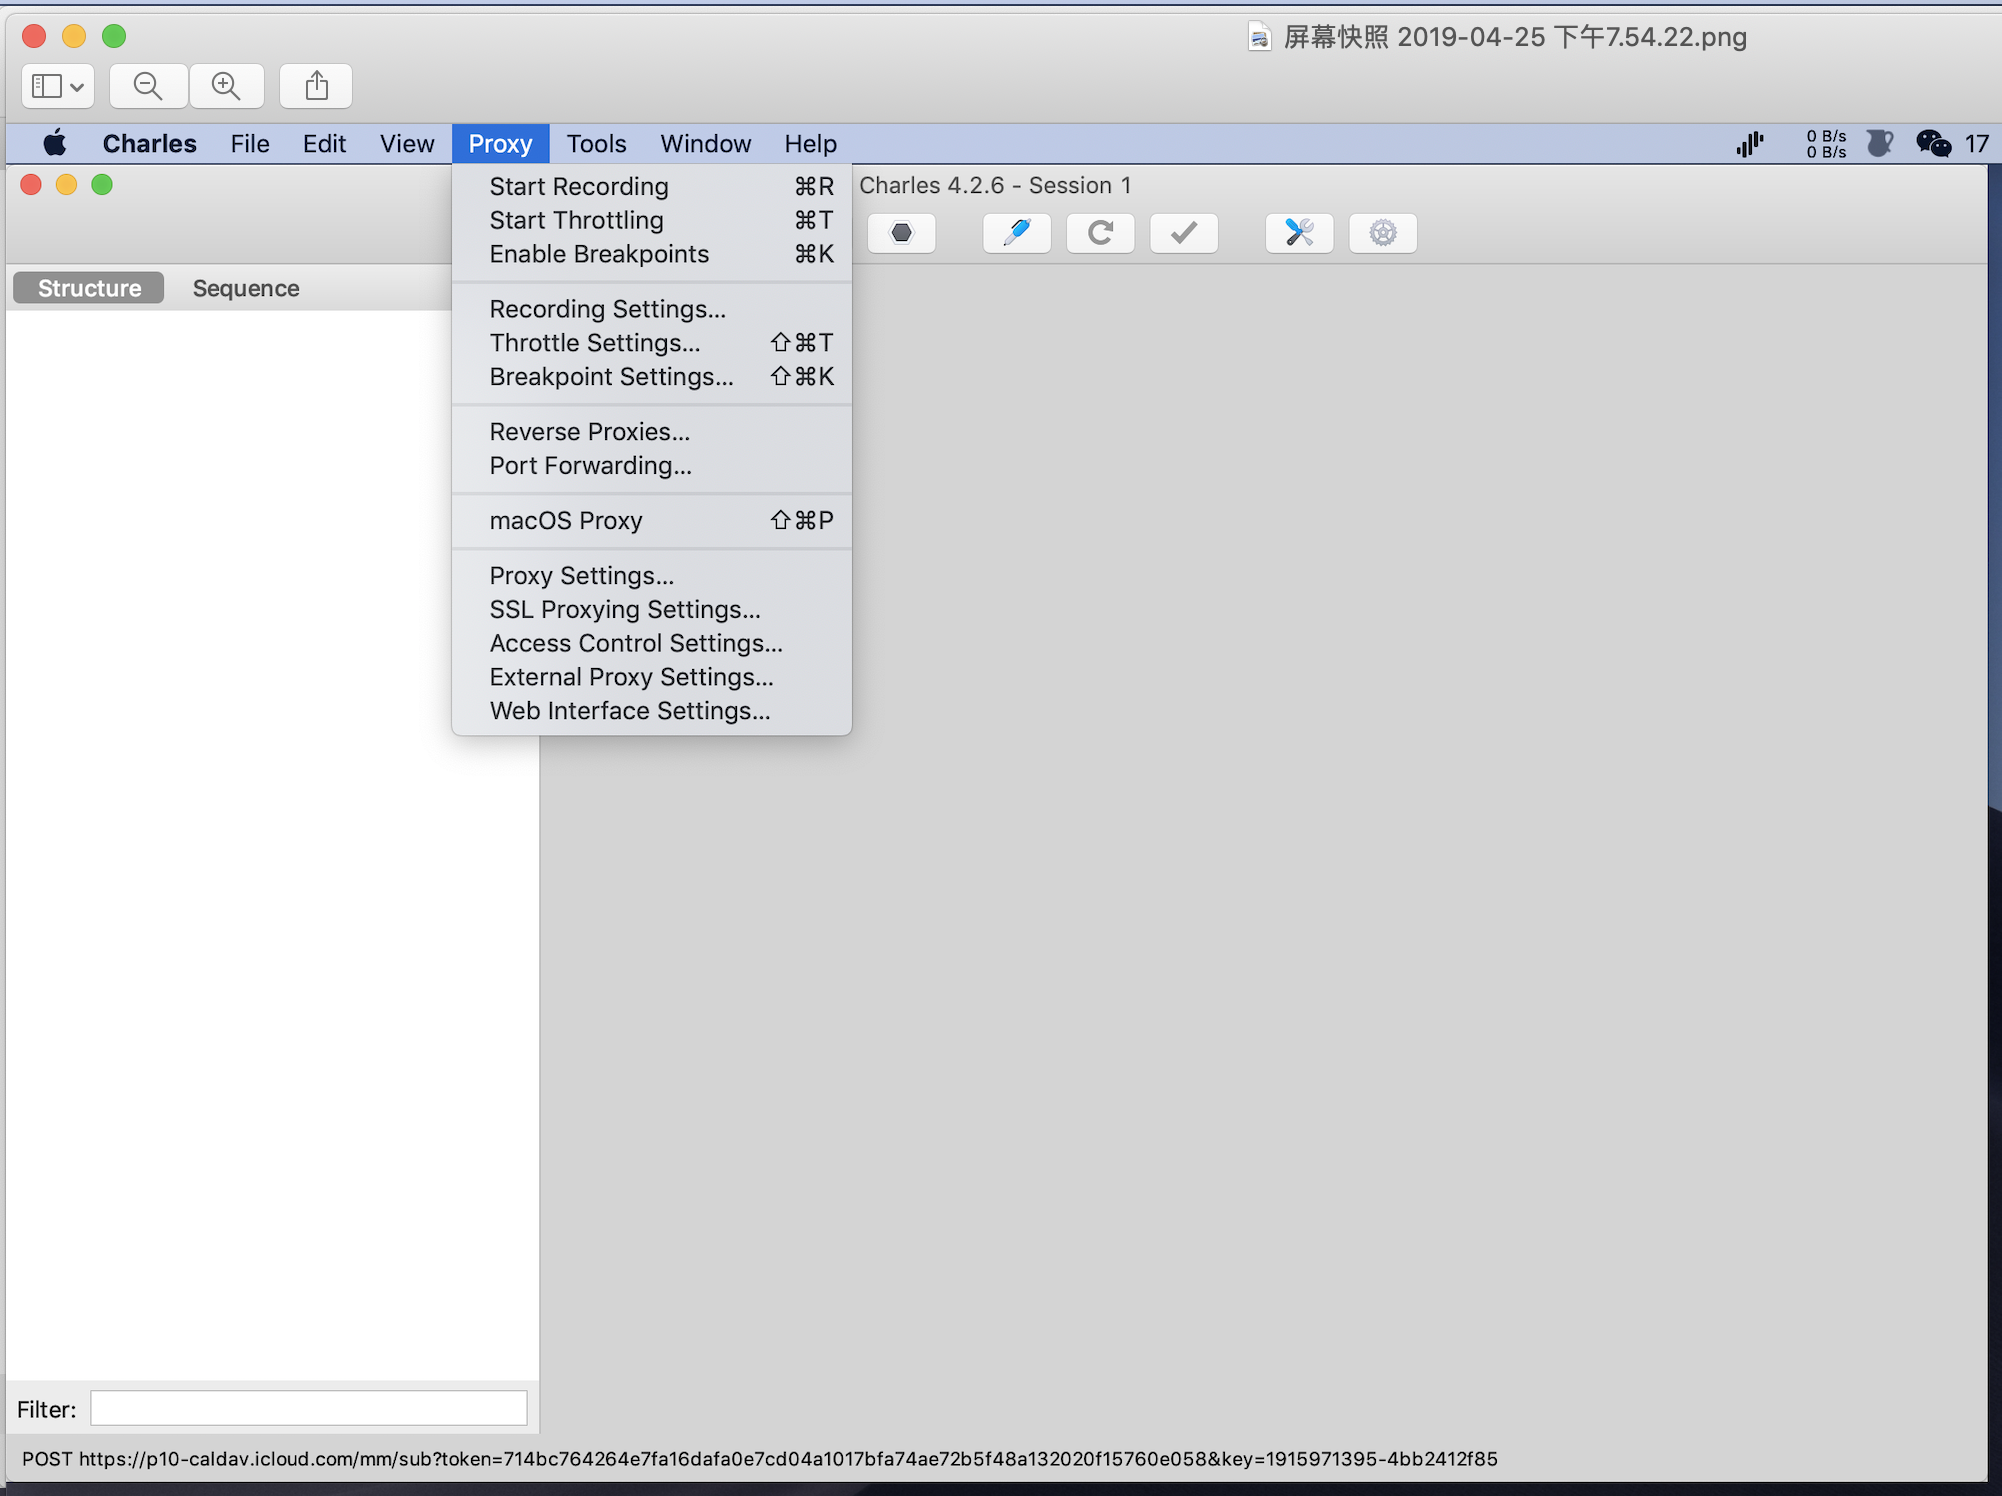 屏幕快照 2019-04-25 下午7.54.22.png
Charles File Edit View Proxy Tools Window Help 0 B/s 17
0 B/s
Charles 4.2.6 - Session 1
Start Recording ⌘R
Start Throttling ⌘T
Enable Breakpoints ⌘K
Structure Sequence
Recording Settings...
Throttle Settings... ⇧⌘T
Breakpoint Settings... ⇧⌘K
Reverse Proxies...
Port Forwarding...
macOS Proxy ⇧⌘P
Proxy Settings...
SSL Proxying Settings...
Access Control Settings...
External Proxy Settings...
Web Interface Settings...
Filter:
POST https://p10-caldav.icloud.com/mm/sub?token=714bc764264e7fa16dafa0e7cd04a1017bfa74ae72b5f48a132020f15760e058&key=1915971395-4bb2412f85